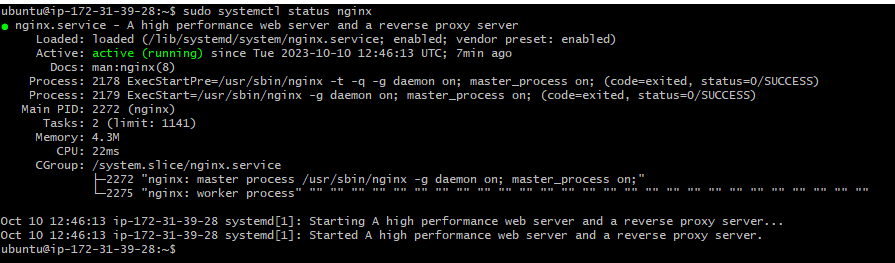 ubuntu@ip-172-31-39-28:~$ sudo systemctl status nginx
● nginx.service - A high performance web server and a reverse proxy server
     Loaded: loaded (/lib/systemd/system/nginx.service; enabled; vendor preset: enabled)
     Active: active (running) since Tue 2023-10-10 12:46:13 UTC; 7min ago
       Docs: man:nginx(8)
    Process: 2178 ExecStartPre=/usr/sbin/nginx -t -q -g daemon on; master_process on; (code=exited, status=0/SUCCESS)
    Process: 2179 ExecStart=/usr/sbin/nginx -g daemon on; master_process on; (code=exited, status=0/SUCCESS)
   Main PID: 2272 (nginx)
      Tasks: 2 (limit: 1141)
     Memory: 4.3M
        CPU: 22ms
     CGroup: /system.slice/nginx.service
             ├─2272 "nginx: master process /usr/sbin/nginx -g daemon on; master_process on;"
             └─2275 "nginx: worker process" "" "" "" "" "" "" "" "" "" "" "" "" "" "" "" "" "" "" "" "" "" "" "" "" "" "" ""

Oct 10 12:46:13 ip-172-31-39-28 systemd[1]: Starting A high performance web server and a reverse proxy server...
Oct 10 12:46:13 ip-172-31-39-28 systemd[1]: Started A high performance web server and a reverse proxy server.
ubuntu@ip-172-31-39-28:~$